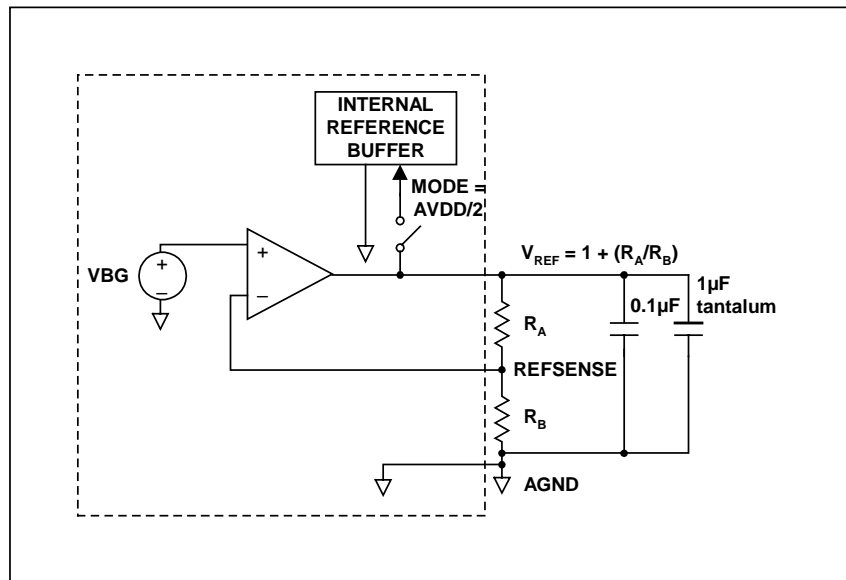 INTERNAL
REFERENCE
BUFFER
MODE =
AVDD/2
+
+
VBG
–
–
V_REF = 1 + (R_A/R_B)
0.1µF
1µF
tantalum
R_A
REFSENSE
R_B
AGND